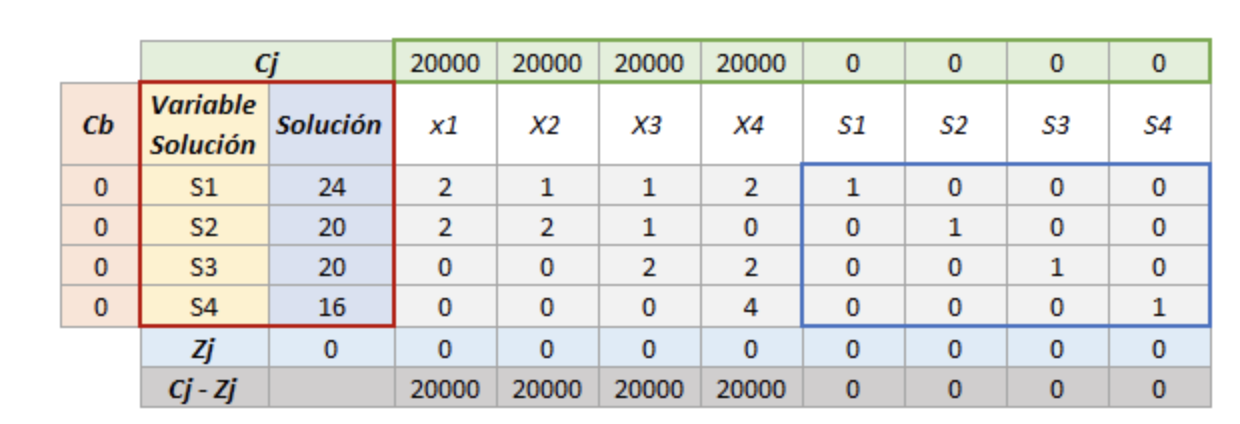 Cj 20000 20000 20000 20000 0 0 0 0
Cb Variable Solución Solución x1 X2 X3 X4 S1 S2 S3 S4
0 S1 24 2 1 1 2 1 0 0 0
0 S2 20 2 2 1 0 0 1 0 0
0 S3 20 0 0 2 2 0 0 1 0
0 S4 16 0 0 0 4 0 0 0 1
Zj 0 0 0 0 0 0 0 0 0
Cj - Zj 20000 20000 20000 20000 0 0 0 0